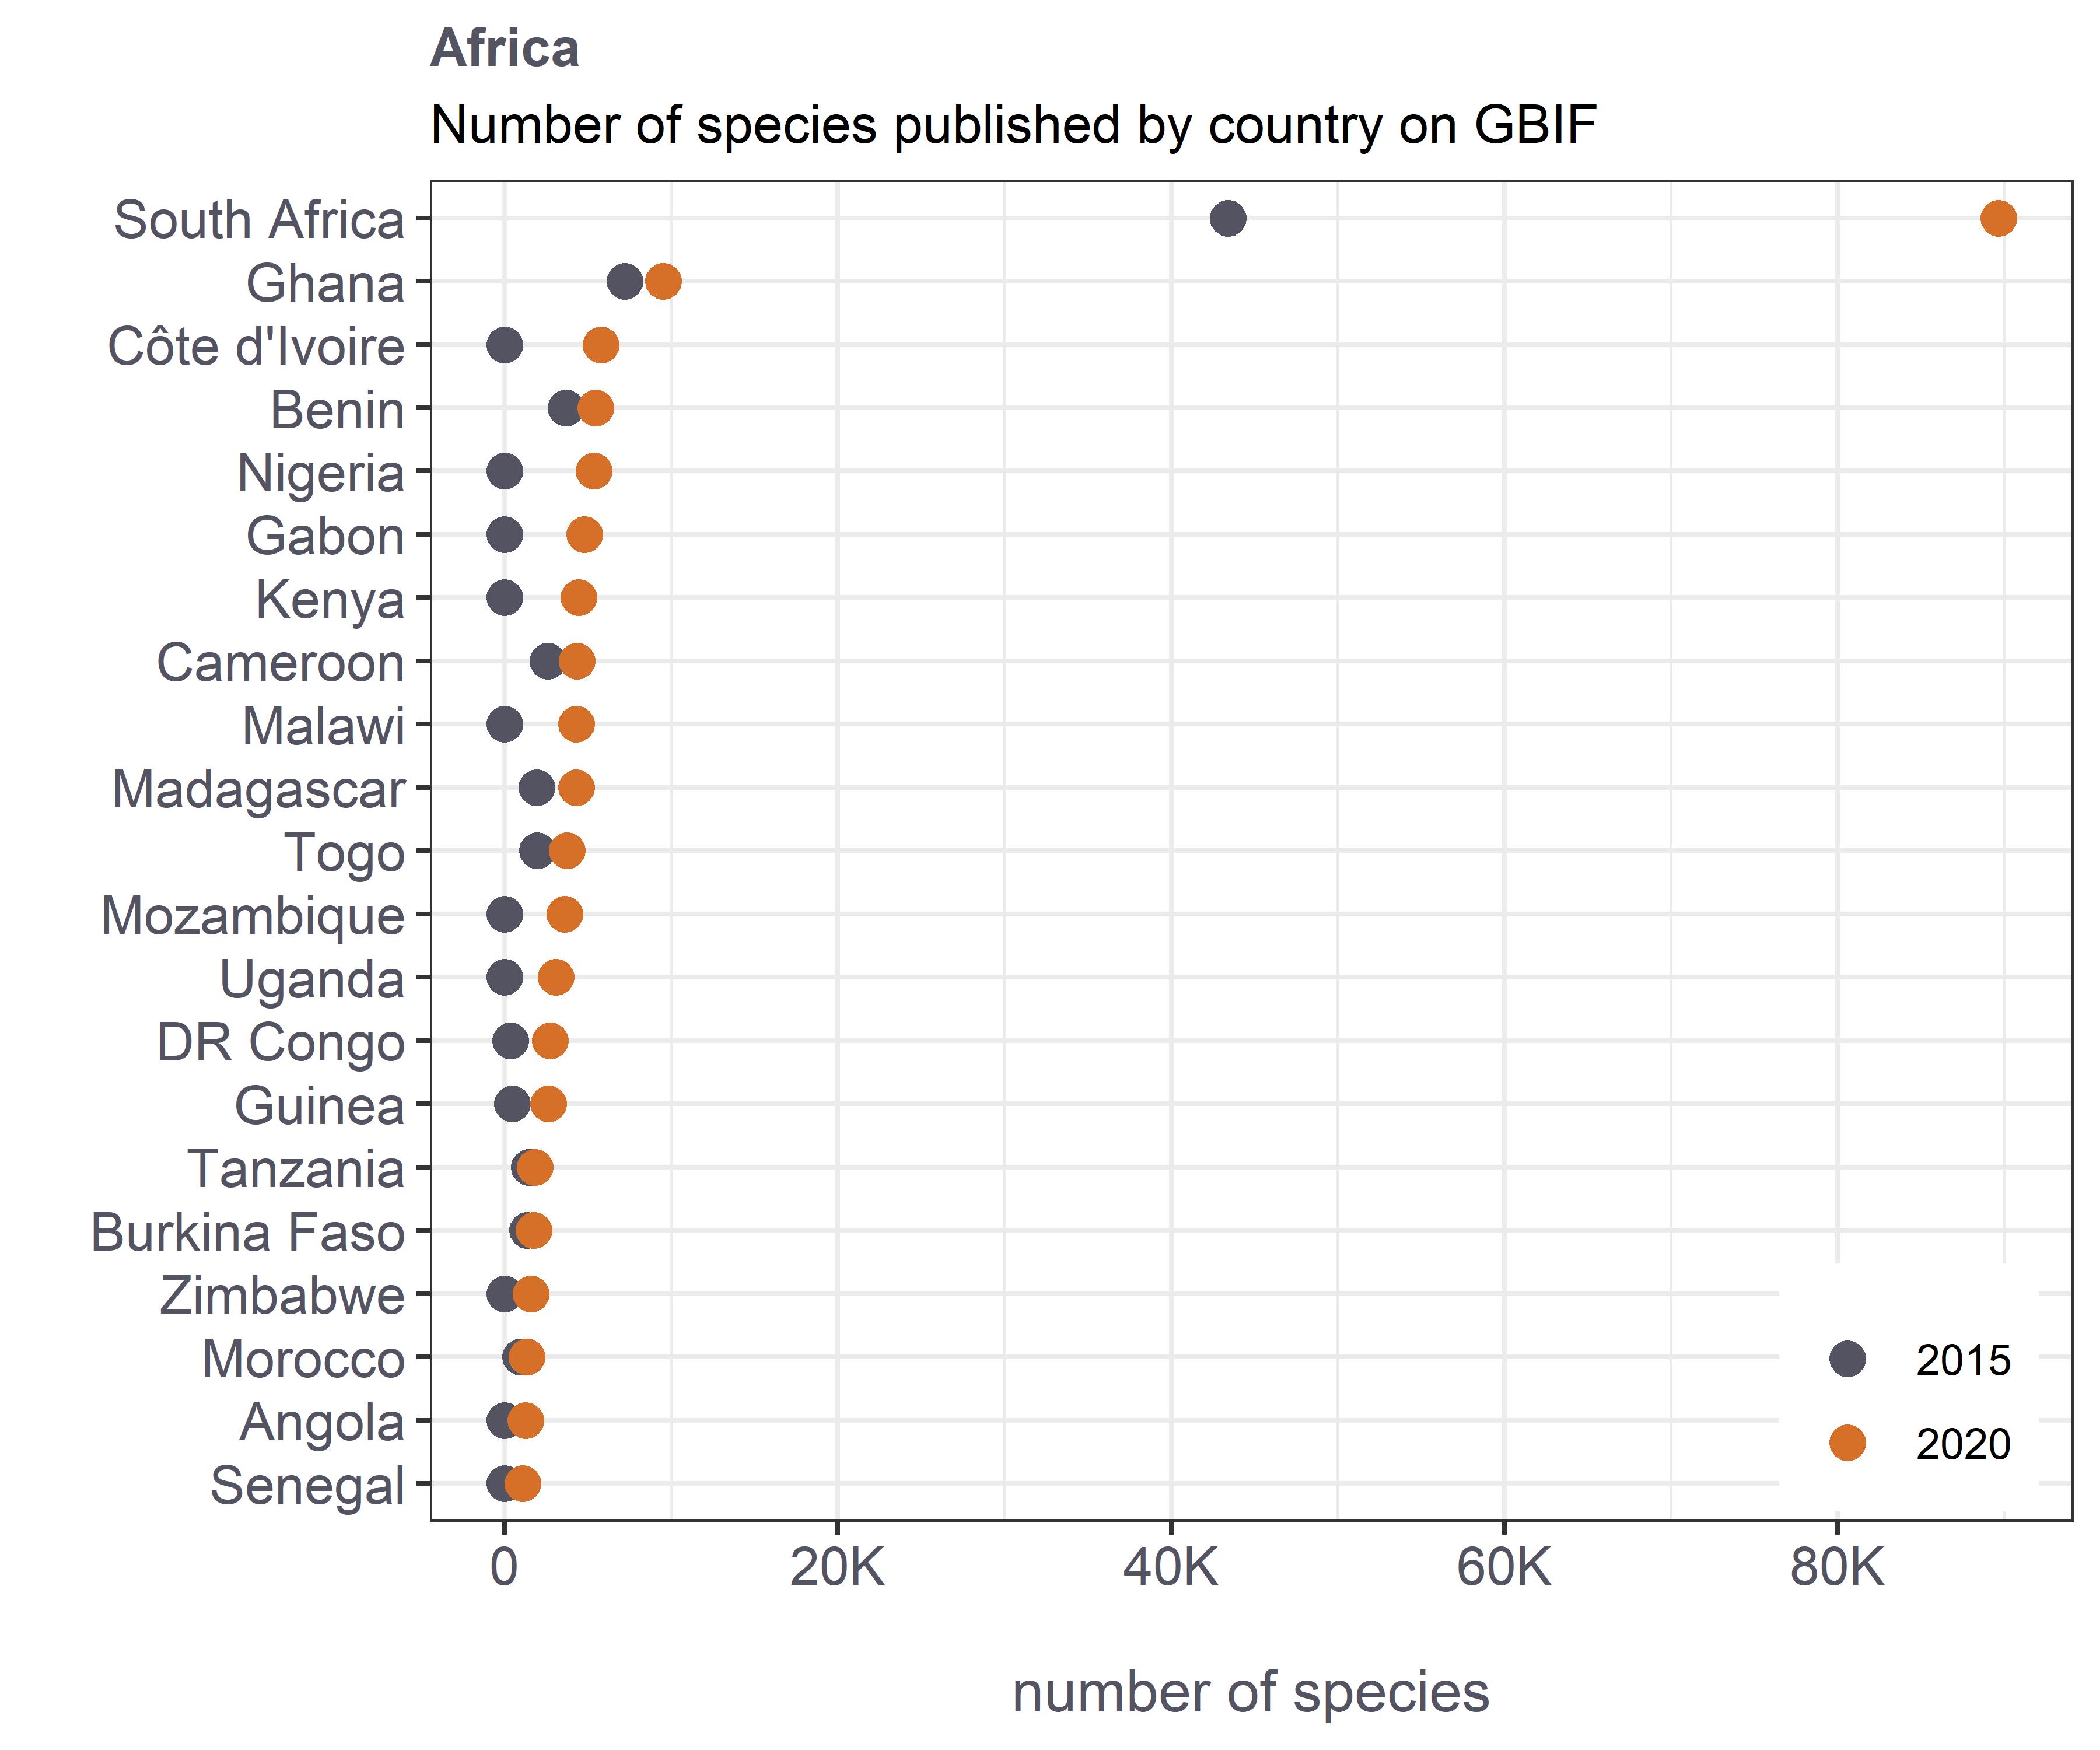 Africa
Number of species published by country on GBIF
South Africa
Ghana
Côte d'Ivoire
Benin
Nigeria
Gabon
Kenya
Cameroon
Malawi
Madagascar
Togo
Mozambique
Uganda
DR Congo
Guinea
Tanzania
Burkina Faso
Zimbabwe
Morocco
Angola
Senegal
2015
2020
0 20K 40K 60K 80K
number of species